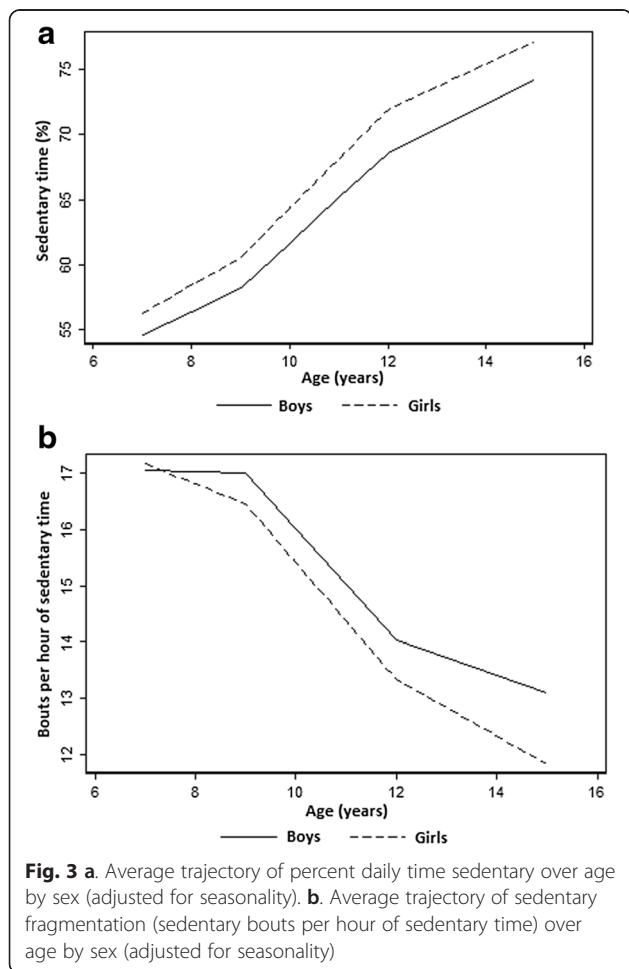 a
75
70
65
60
55
Sedentary time (%)
6 8 10 12 14 16
Age (years)
Boys Girls
b
17
16
15
14
13
12
Bouts per hour of sedentary time
6 8 10 12 14 16
Age (years)
Boys Girls
Fig. 3 a. Average trajectory of percent daily time sedentary over age
by sex (adjusted for seasonality). b. Average trajectory of sedentary
fragmentation (sedentary bouts per hour of sedentary time) over
age by sex (adjusted for seasonality)